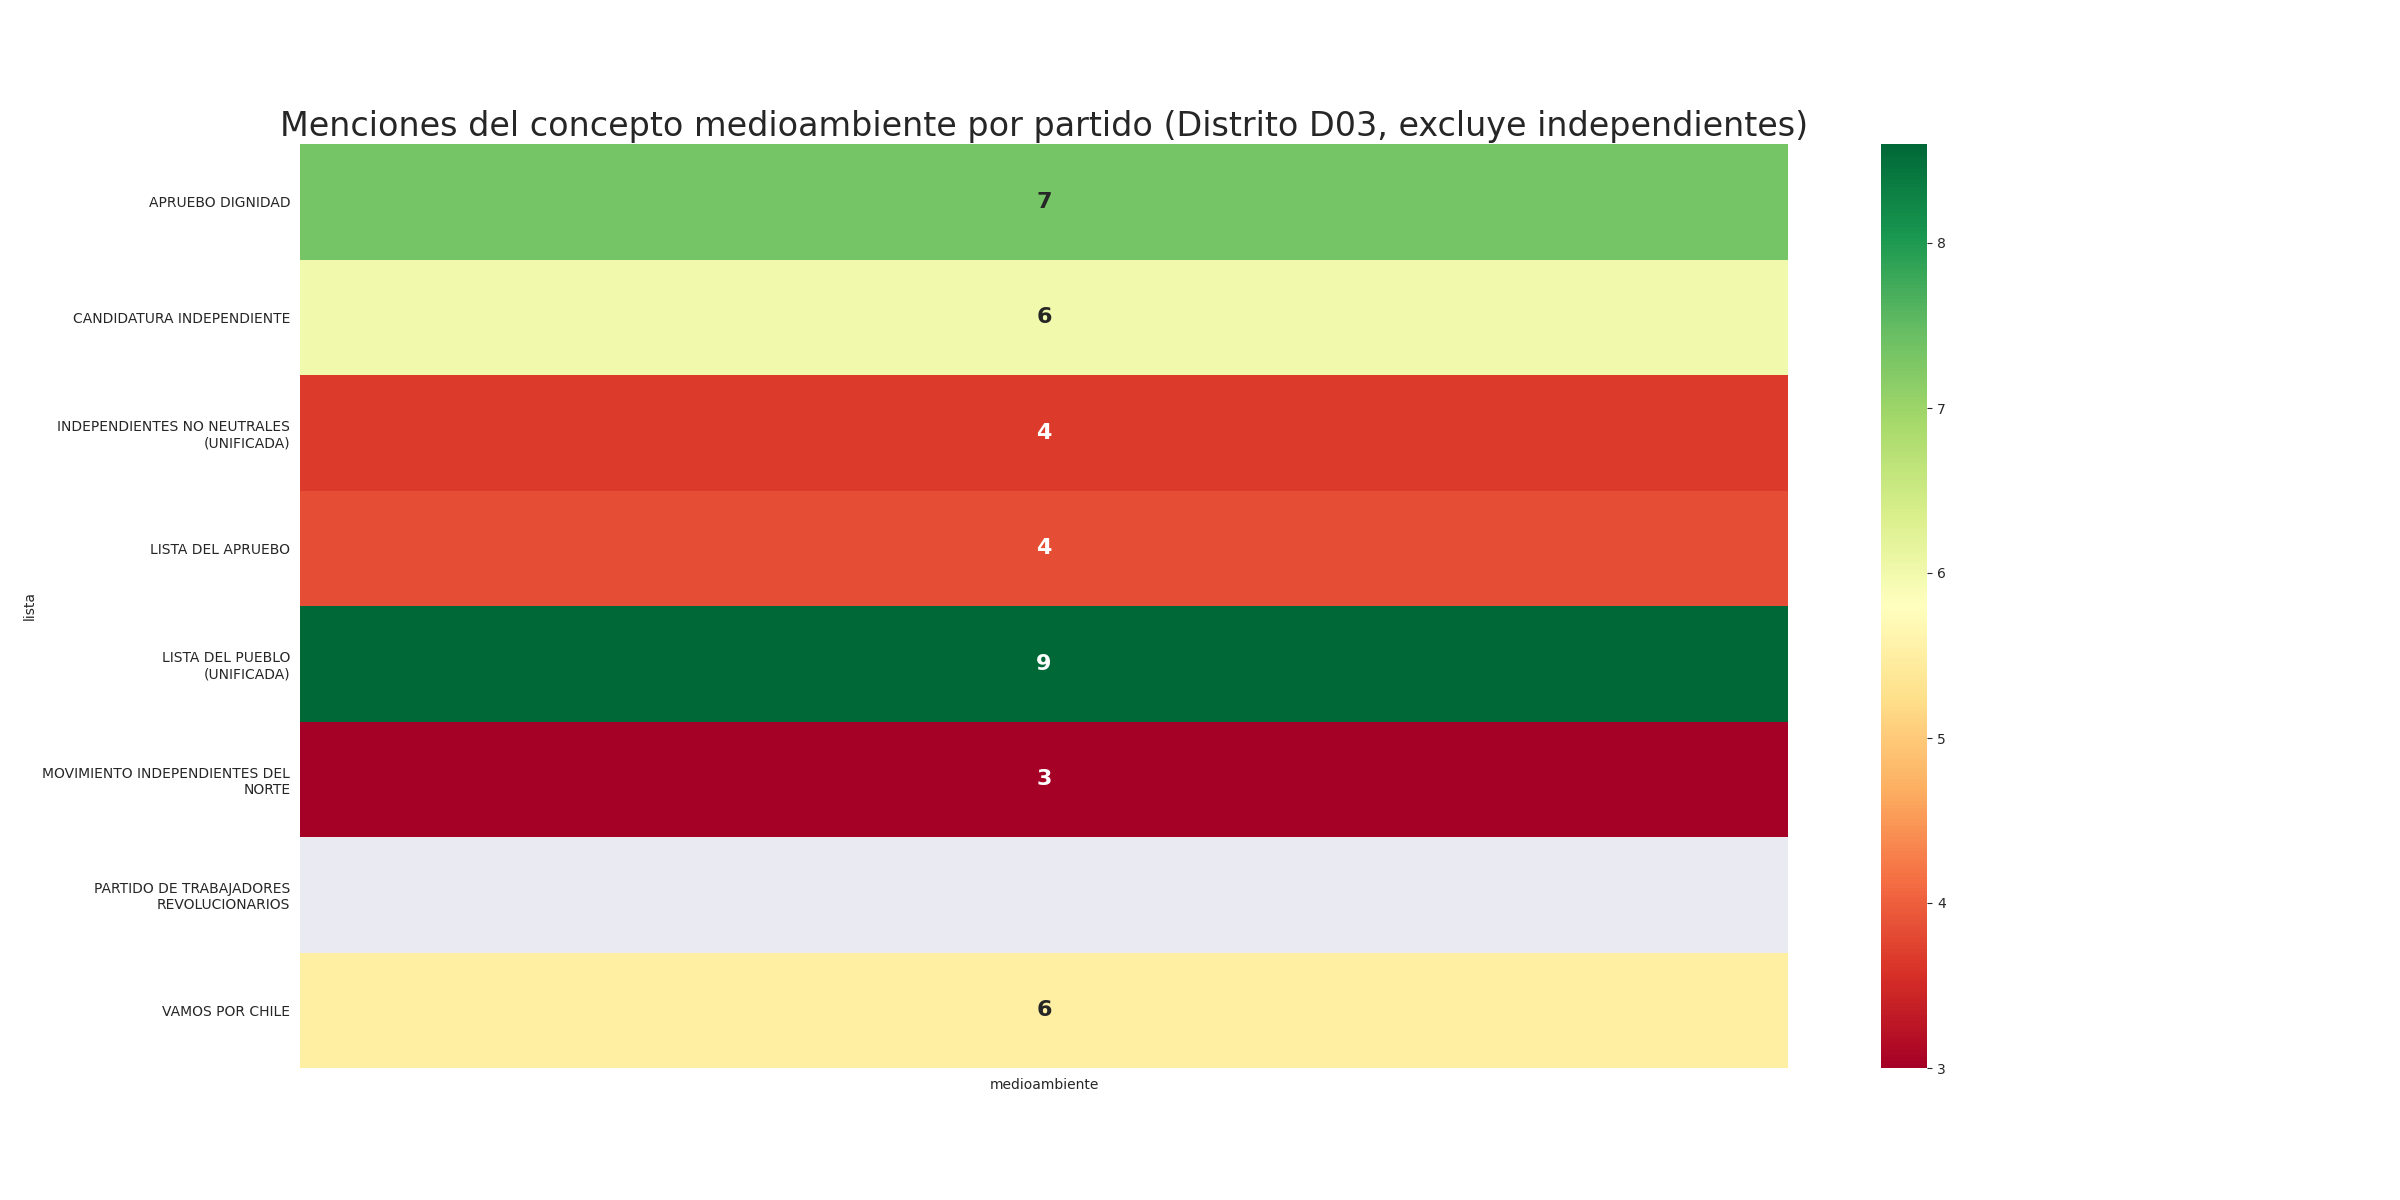 Menciones del concepto medioambiente por partido (Distrito D03, excluye independientes)
lista
APRUEBO DIGNIDAD
7
CANDIDATURA INDEPENDIENTE
6
INDEPENDIENTES NO NEUTRALES
(UNIFICADA)
4
LISTA DEL APRUEBO
4
LISTA DEL PUEBLO
(UNIFICADA)
9
MOVIMIENTO INDEPENDIENTES DEL
NORTE
3
PARTIDO DE TRABAJADORES
REVOLUCIONARIOS
VAMOS POR CHILE
6
medioambiente
8
7
6
5
4
3